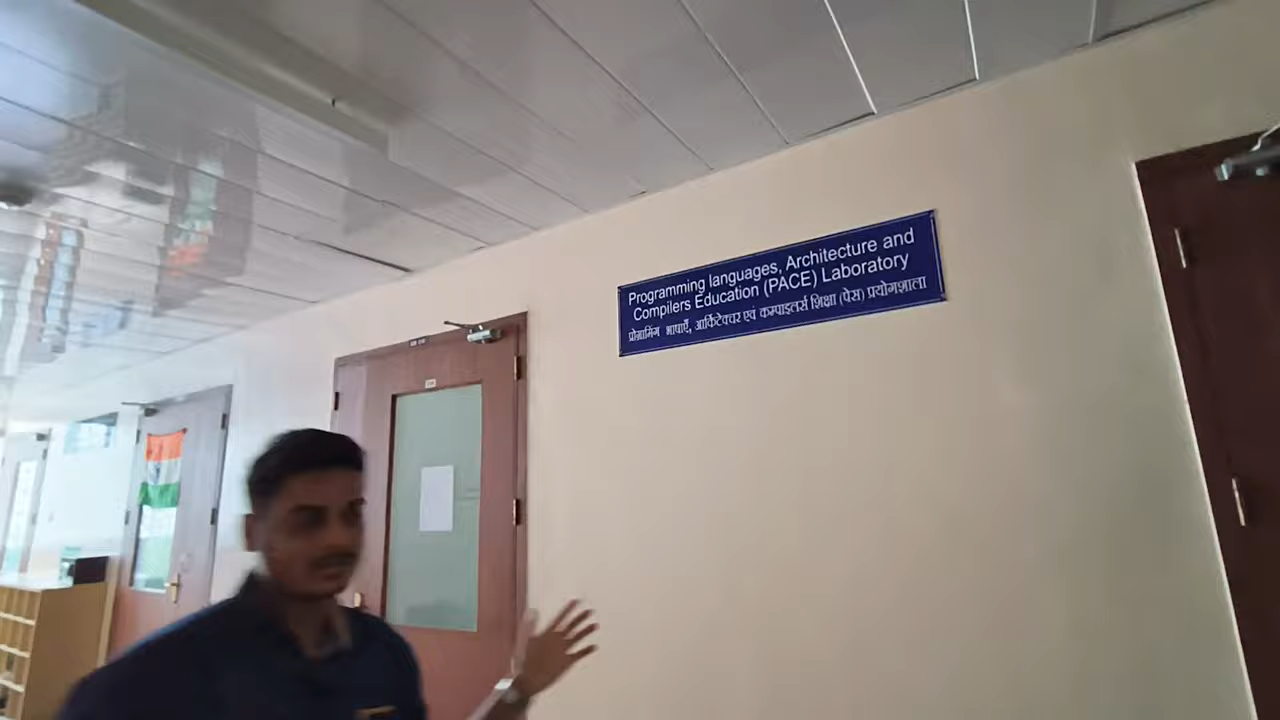 Programming languages, Architecture and
Compilers Education (PACE) Laboratory
प्रोग्रामिंग भाषाएँ, आर्किटेक्चर एवं कम्पाइलर्स शिक्षा (पेस) प्रयोगशाला